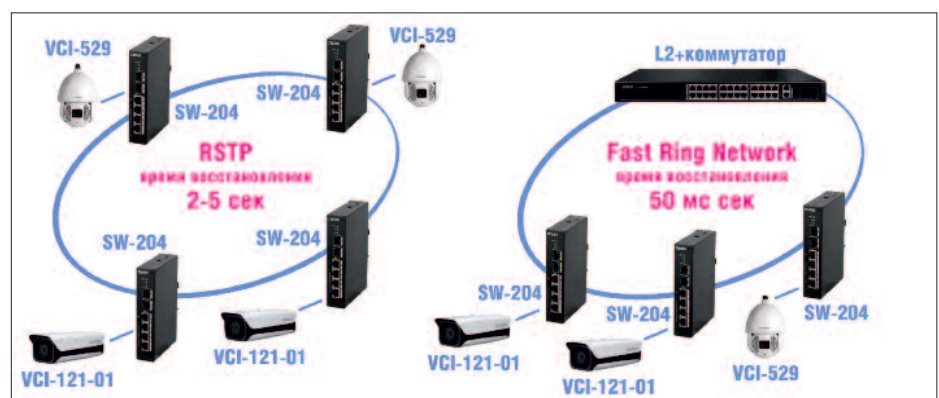 VCI-529
VCI-529
SW-204
SW-204
RSTP
время восстановления
2-5 сек
SW-204
SW-204
VCI-121-01
VCI-121-01
L2+коммутатор
Fast Ring Network
время восстановления
50 мс сек
SW-204
SW-204
SW-204
VCI-121-01
VCI-121-01
VCI-529